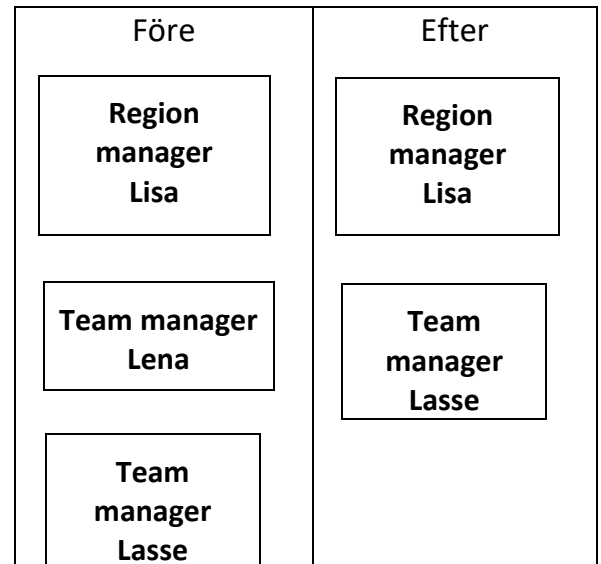 Före
Region
manager
Lisa
Team manager
Lena
Team
manager
Lasse
Efter
Region
manager
Lisa
Team
manager
Lasse